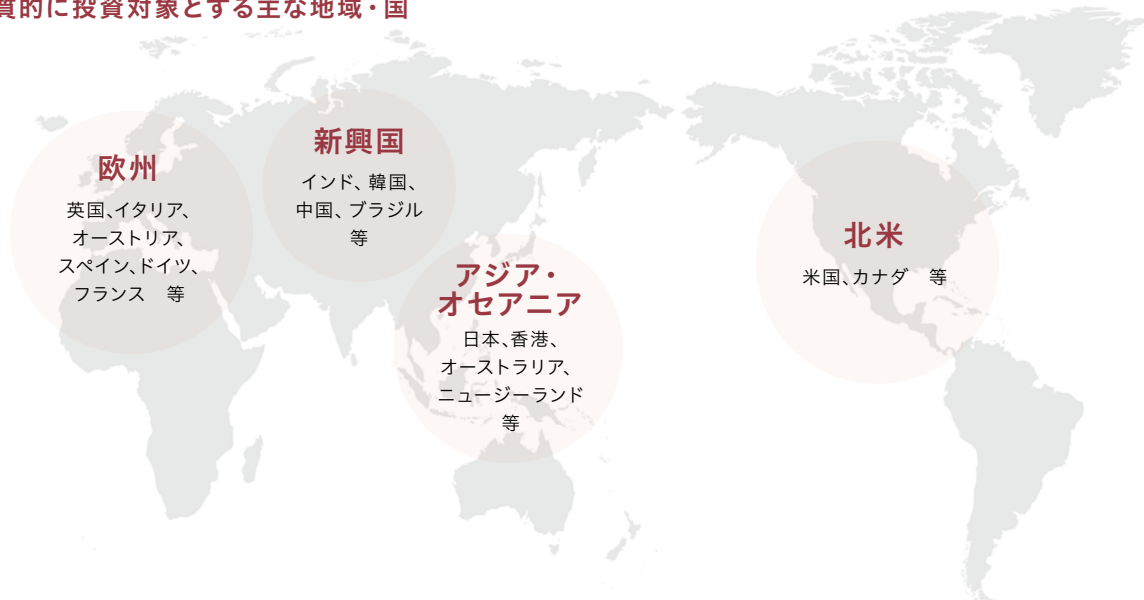 質的に投資対象とする主な地域・国
欧州
英国、イタリア、
オーストリア、
スペイン、ドイツ、
フランス　等
新興国
インド、韓国、
中国、ブラジル
等
アジア・
オセアニア
日本、香港、
オーストラリア、
ニュージーランド
等
北米
米国、カナダ　等